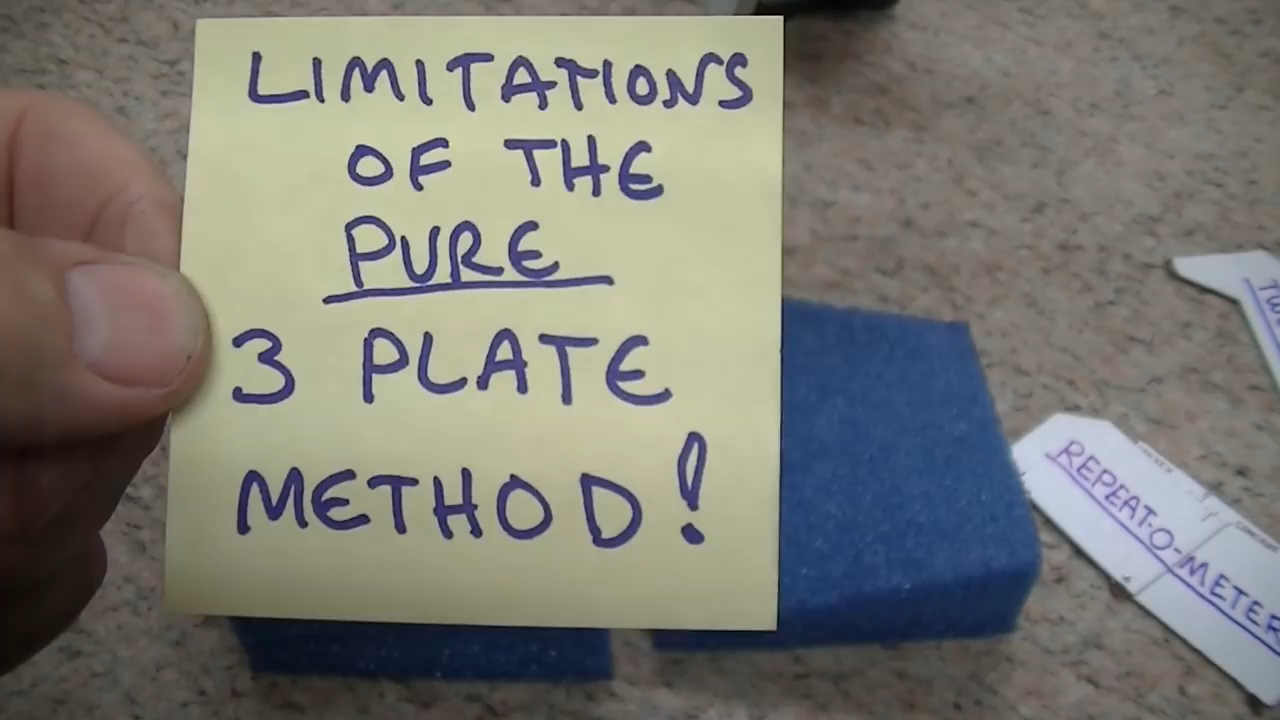 LIMITATIONS
OF THE
PURE
3 PLATE
METHOD!
REPEAT-O-METER